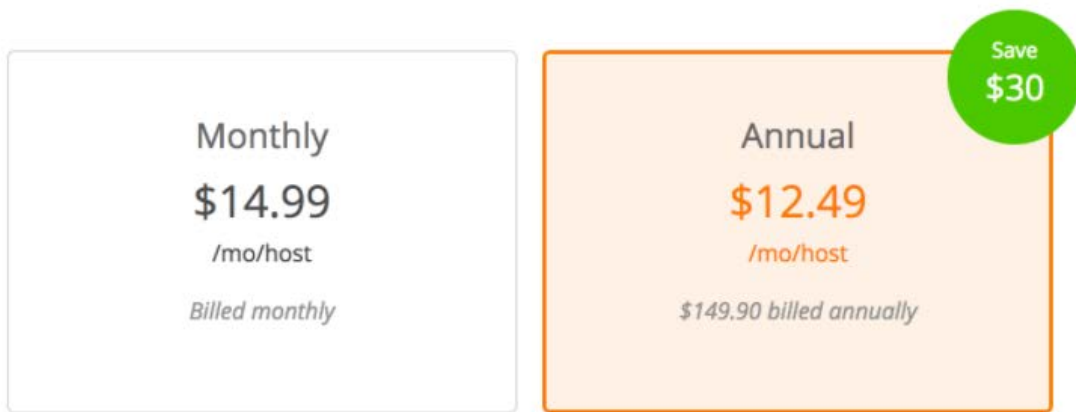 Monthly
$14.99
/mo/host
Billed monthly
Save
$30
Annual
$12.49
/mo/host
$149.90 billed annually